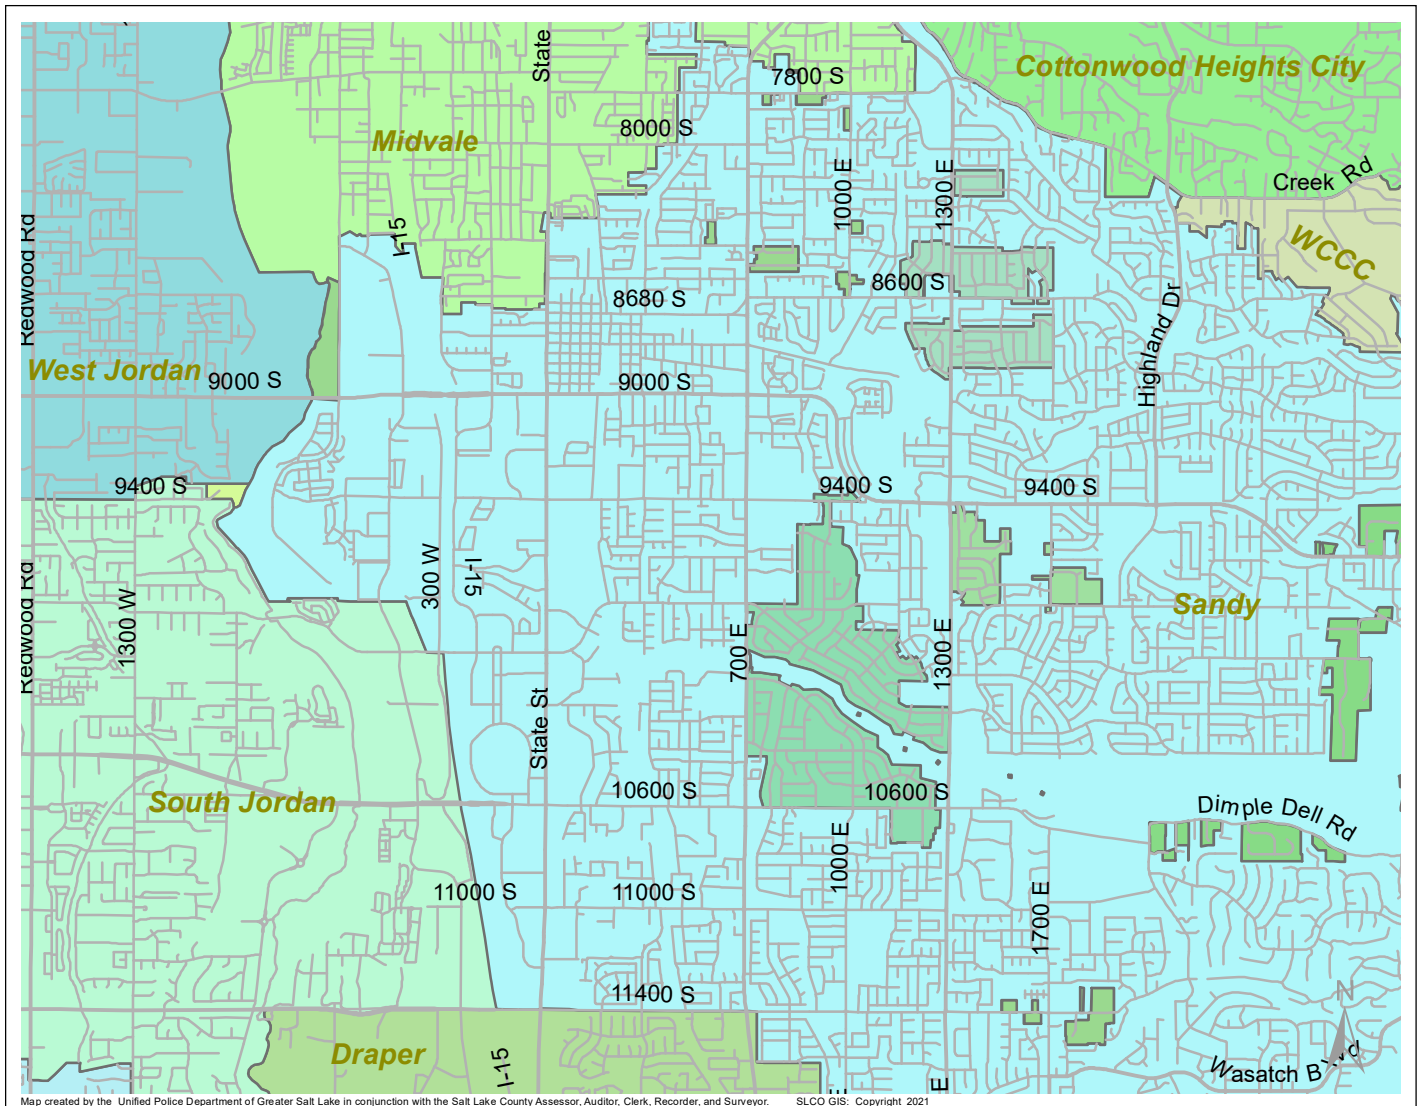 State
7800 S
Cottonwood Heights City
Midvale
8000 S
1000 E
1300 E
Creek Rd
Redwood Rd
I-15
WCCC
8680 S
8600 S
Highland Dr
West Jordan
9000 S
9000 S
9400 S
9400 S
9400 S
300 W
I-15
Redwood Rd
1300 W
700 E
1300 E
Sandy
State St
South Jordan
10600 S
10600 S
Dimple Dell Rd
1000 E
11000 S
11000 S
1700 E
11400 S
N
Draper
I-15
Wasatch Blvd
E
E
Map created by the Unified Police Department of Greater Salt Lake in conjunction with the Salt Lake County Assessor, Auditor, Clerk, Recorder, and Surveyor. SLCO GIS: Copyright 2021